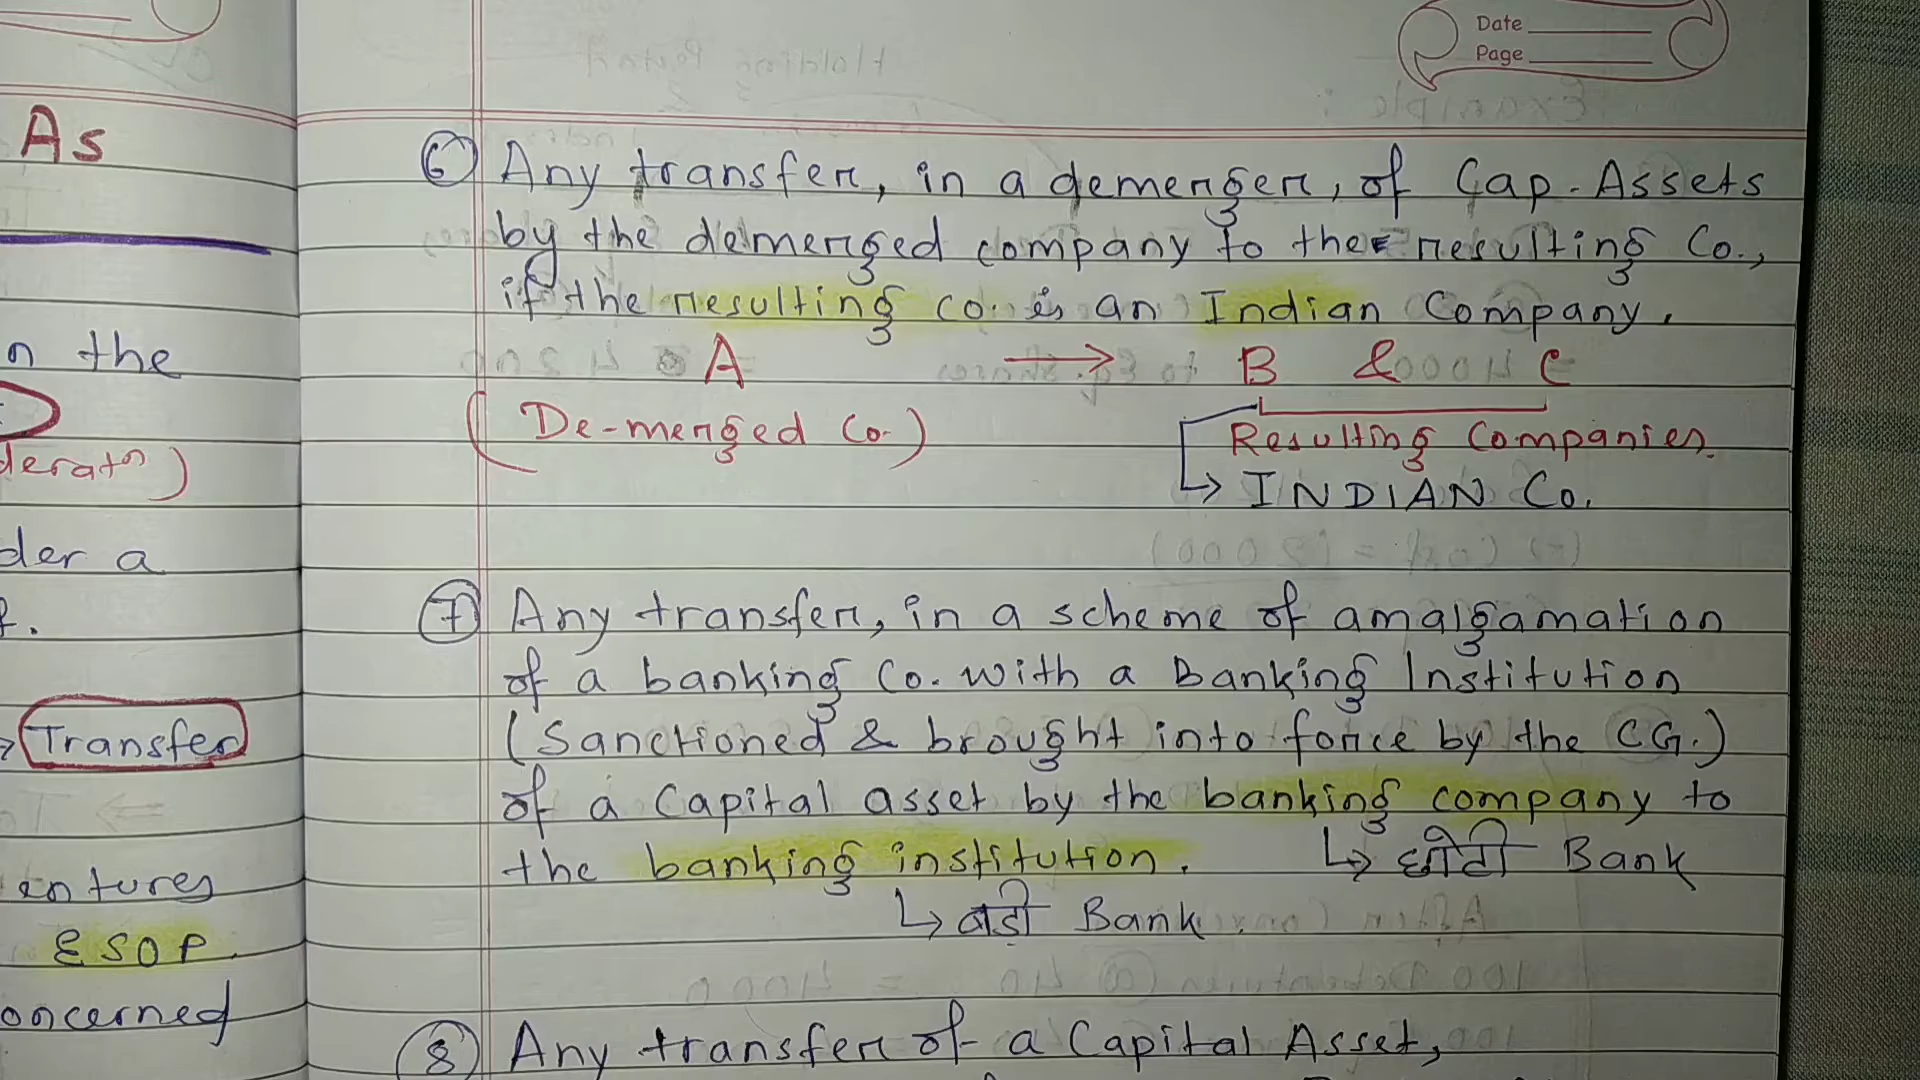 Date
Page
As
n the
derats)
der a
f.
Transfer
entures
ESOP
oncerned
⑥ Any transfer, in a demerger, of Cap. Assets
by the demerged company to the resulting Co.,
if the resulting co. is an Indian Company.
A → B & C
(De-merged Co.)
Resulting Companies.
↳ INDIAN Co.
⑦ Any transfer, in a scheme of amalgamation
of a banking Co. with a Banking Institution
(Sanctioned & brought into force by the CG.)
of a Capital asset by the banking company to
the banking institution. ↳ छोटी Bank
↳ बडी Bank
⑧ Any transfer of a Capital Asset,